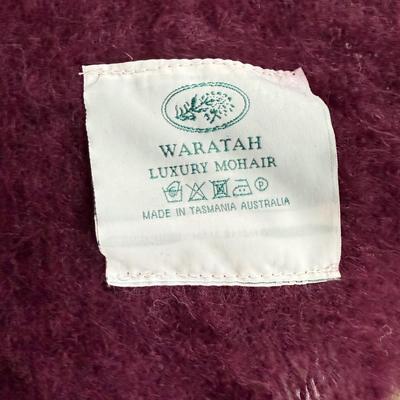 WARATAH
LUXURY MOHAIR
P
MADE IN TASMANIA AUSTRALIA